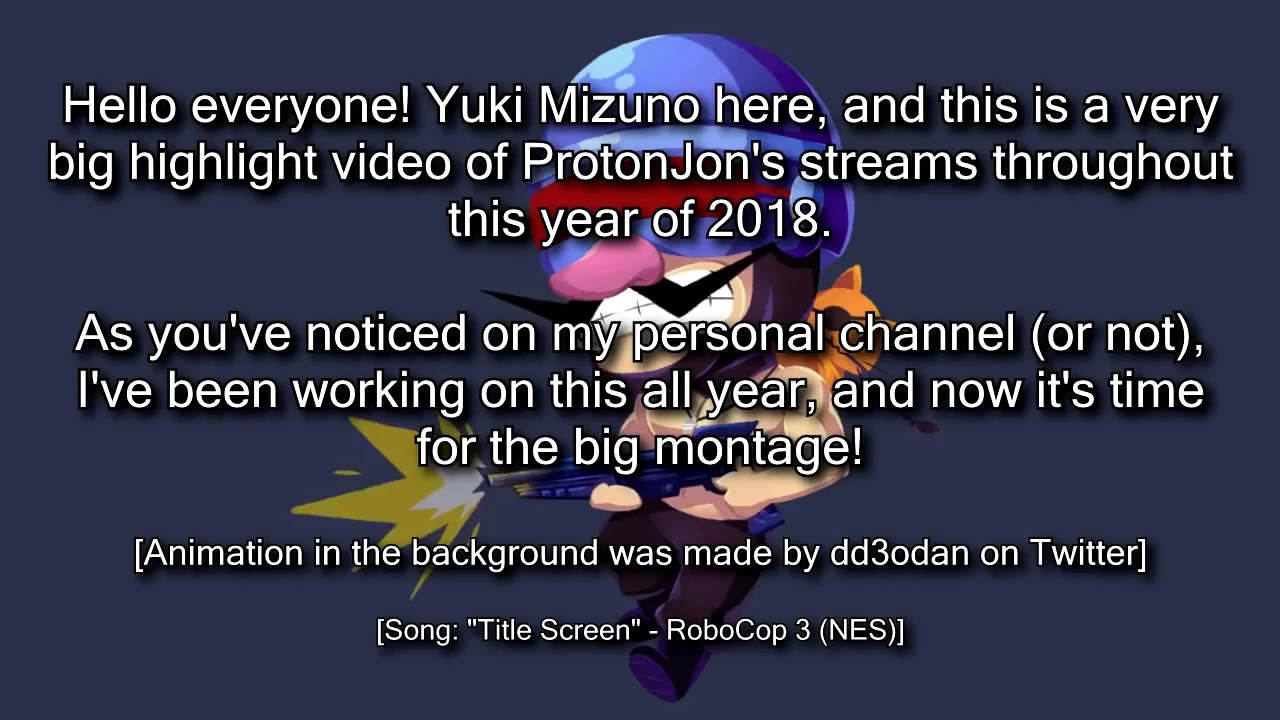 Hello everyone! Yuki Mizuno here, and this is a very
big highlight video of ProtonJon's streams throughout
this year of 2018.
As you've noticed on my personal channel (or not),
I've been working on this all year, and now it's time
for the big montage!
[Animation in the background was made by dd3odan on Twitter]
[Song: "Title Screen" - RoboCop 3 (NES)]